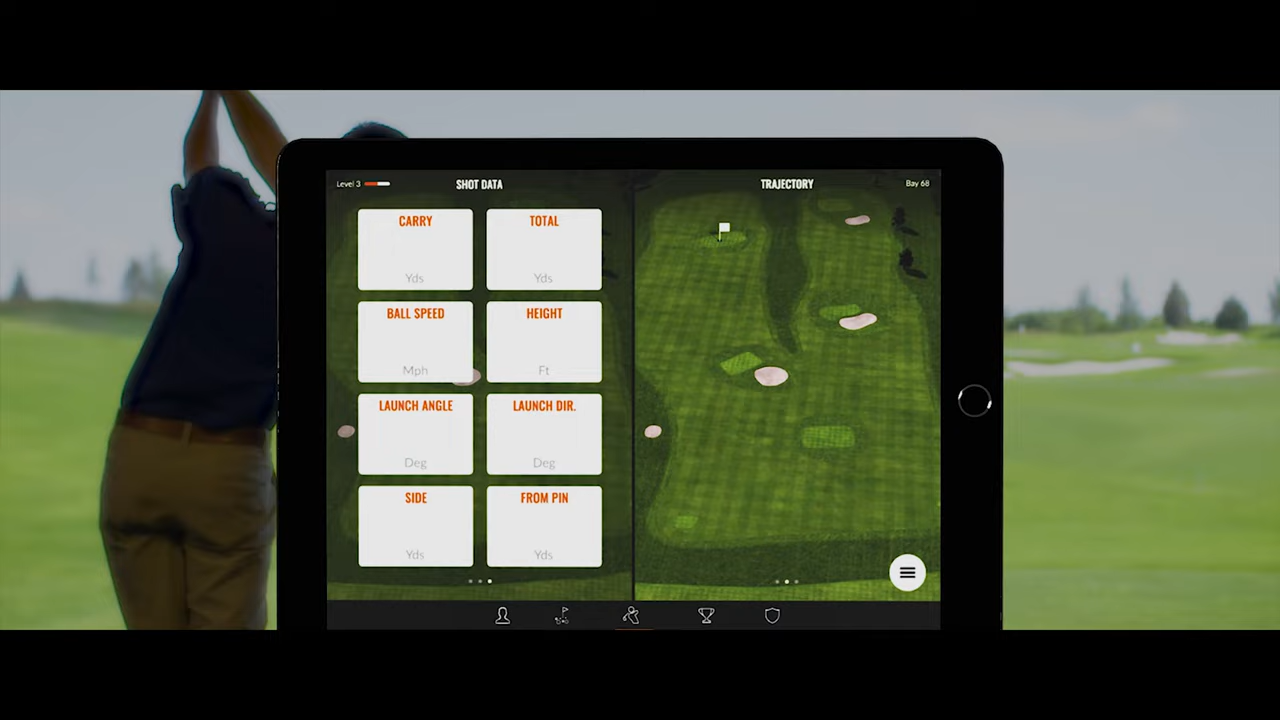 Level 3
SHOT DATA
TRAJECTORY
Bay 68
CARRY
Yds
TOTAL
Yds
BALL SPEED
Mph
HEIGHT
Ft
LAUNCH ANGLE
Deg
LAUNCH DIR.
Deg
SIDE
Yds
FROM PIN
Yds